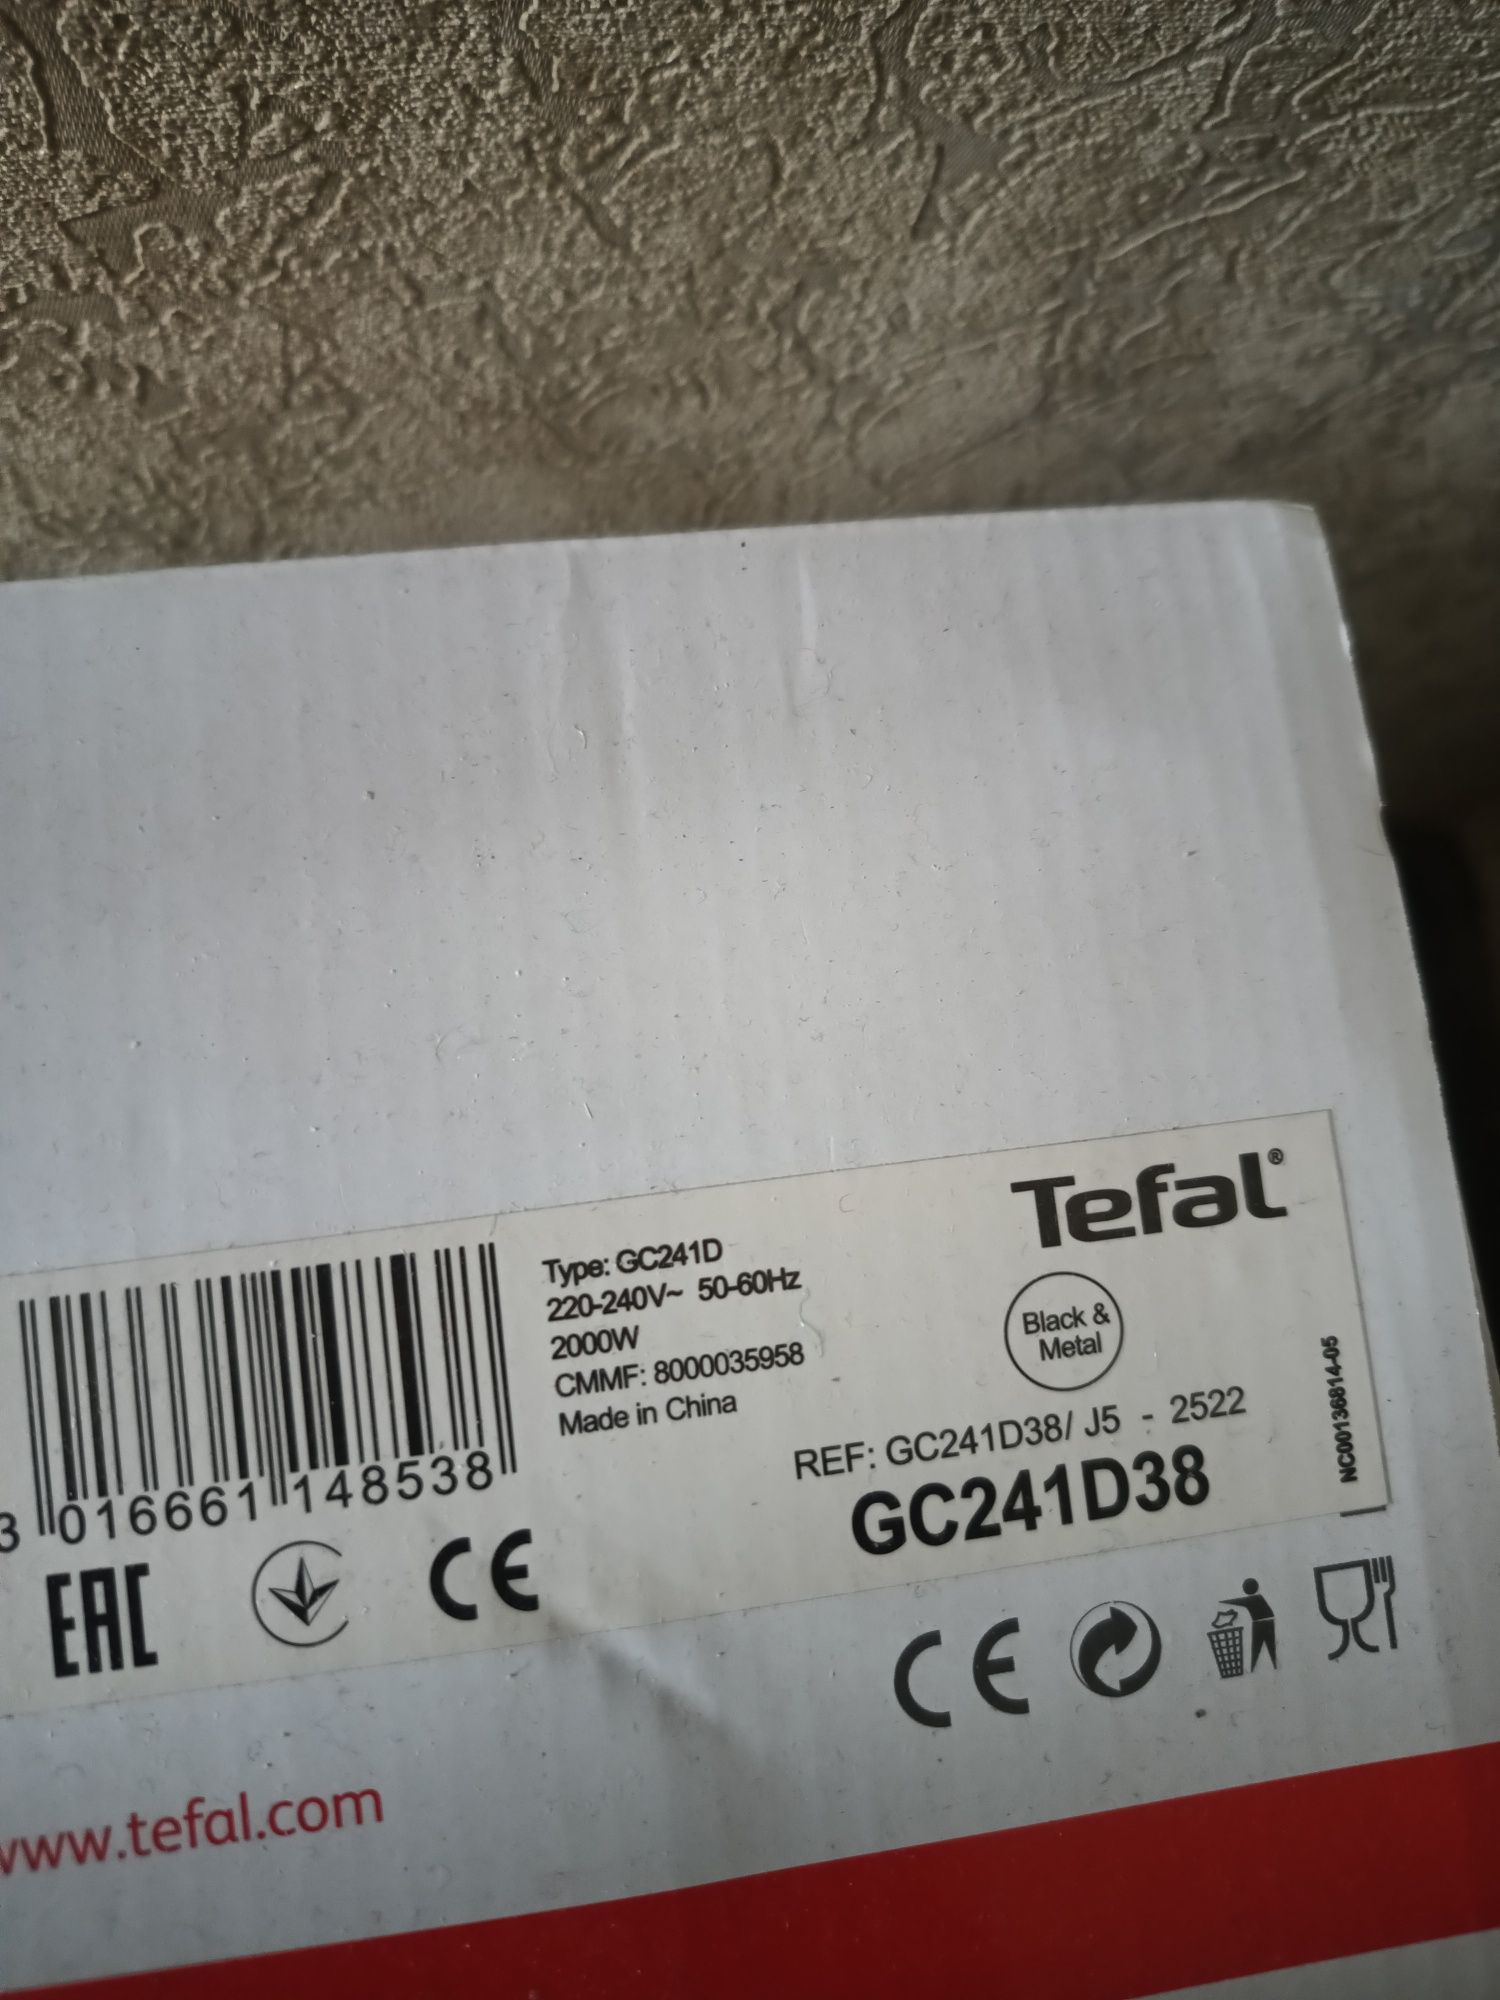 Tefal®
Type: GC241D
220-240V~ 50-60Hz
2000W
CMMF: 8000035958
Made in China
Black &
Metal
REF: GC241D38/ J5 - 2522
GC241D38
NC00136814-05
3 016661 148538
EAC
CE
CE
www.tefal.com